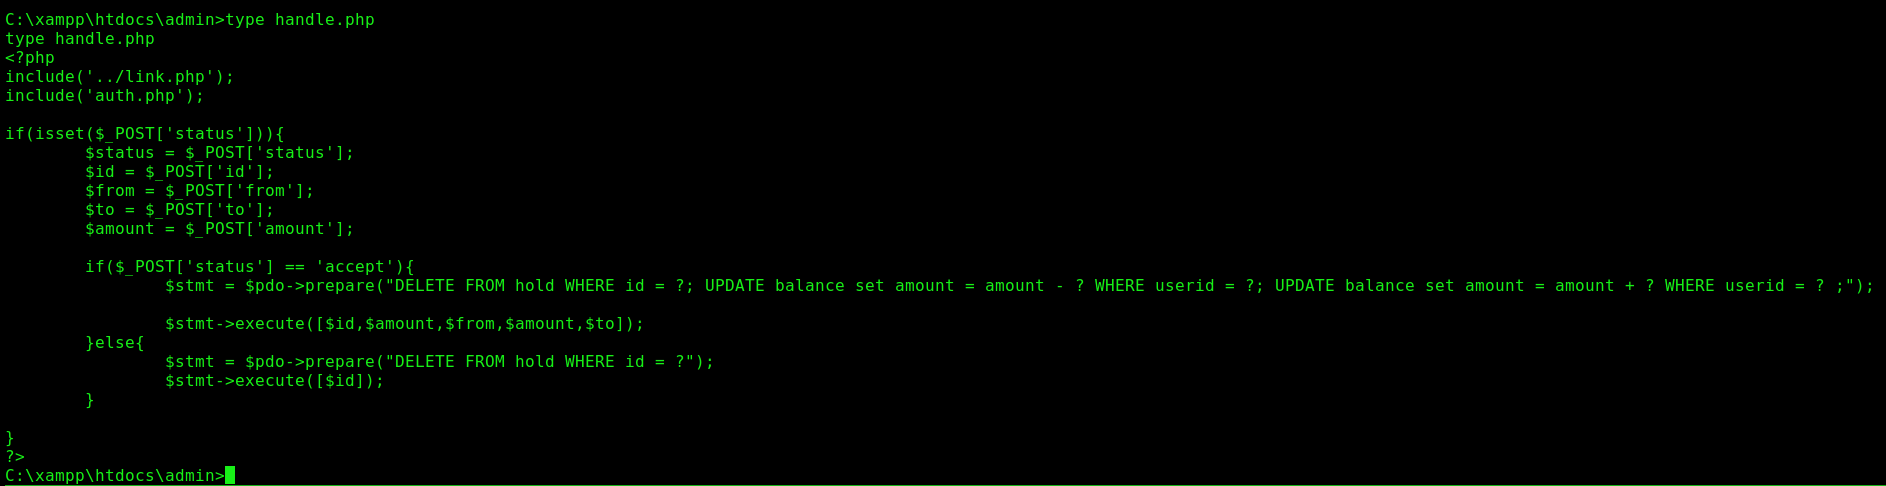 C:\xampp\htdocs\admin>type handle.php
type handle.php
<?php
include('../link.php');
include('auth.php');

if(isset($_POST['status'])){
        $status = $_POST['status'];
        $id = $_POST['id'];
        $from = $_POST['from'];
        $to = $_POST['to'];
        $amount = $_POST['amount'];

        if($_POST['status'] == 'accept'){
                $stmt = $pdo->prepare("DELETE FROM hold WHERE id = ?; UPDATE balance set amount = amount - ? WHERE userid = ?; UPDATE balance set amount = amount + ? WHERE userid = ? ;");

                $stmt->execute([$id,$amount,$from,$amount,$to]);
        }else{
                $stmt = $pdo->prepare("DELETE FROM hold WHERE id = ?");
                $stmt->execute([$id]);
        }

}
?>
C:\xampp\htdocs\admin>